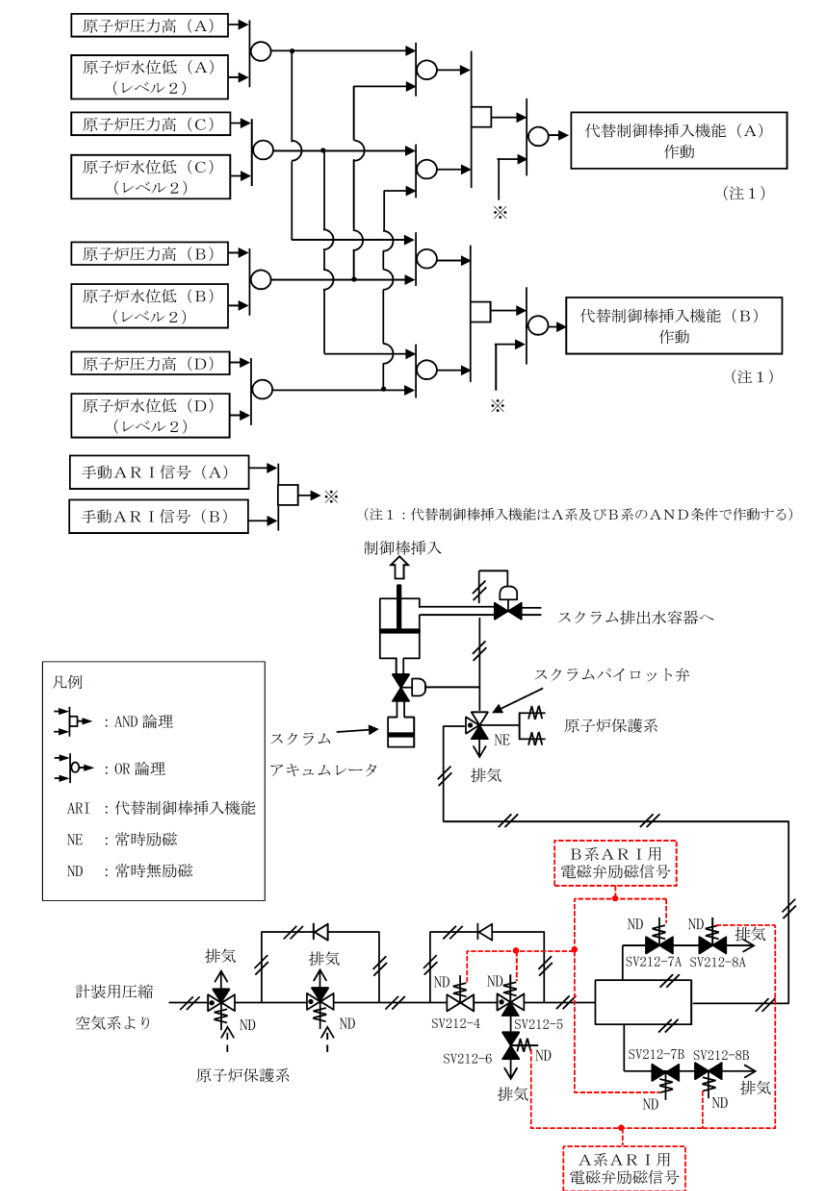 原子炉圧力高（Ａ）
原子炉水位低（Ａ）
（レベル２）
原子炉圧力高（Ｃ）
原子炉水位低（Ｃ）
（レベル２）
代替制御棒挿入機能（Ａ）
作動
（注１）
※
原子炉圧力高（Ｂ）
原子炉水位低（Ｂ）
（レベル２）
代替制御棒挿入機能（Ｂ）
作動
（注１）
※
原子炉圧力高（Ｄ）
原子炉水位低（Ｄ）
（レベル２）
手動ＡＲＩ信号（Ａ）
手動ＡＲＩ信号（Ｂ）
※
（注１：代替制御棒挿入機能はＡ系及びＢ系のＡＮＤ条件で作動する）
制御棒挿入
スクラム排出水容器へ
スクラムパイロット弁
原子炉保護系
NE
排気
スクラム
アキュムレータ
凡例
：AND 論理
：OR 論理
ARI ：代替制御棒挿入機能
NE ：常時励磁
ND ：常時無励磁
Ｂ系ＡＲＩ用
電磁弁励磁信号
ND
ND
排気
SV212-7A
SV212-8A
計装用圧縮
空気系より
排気
ND
排気
ND
原子炉保護系
ND
ND
SV212-4
SV212-5
SV212-6
ND
排気
SV212-7B
SV212-8B
ND
ND
排気
Ａ系ＡＲＩ用
電磁弁励磁信号